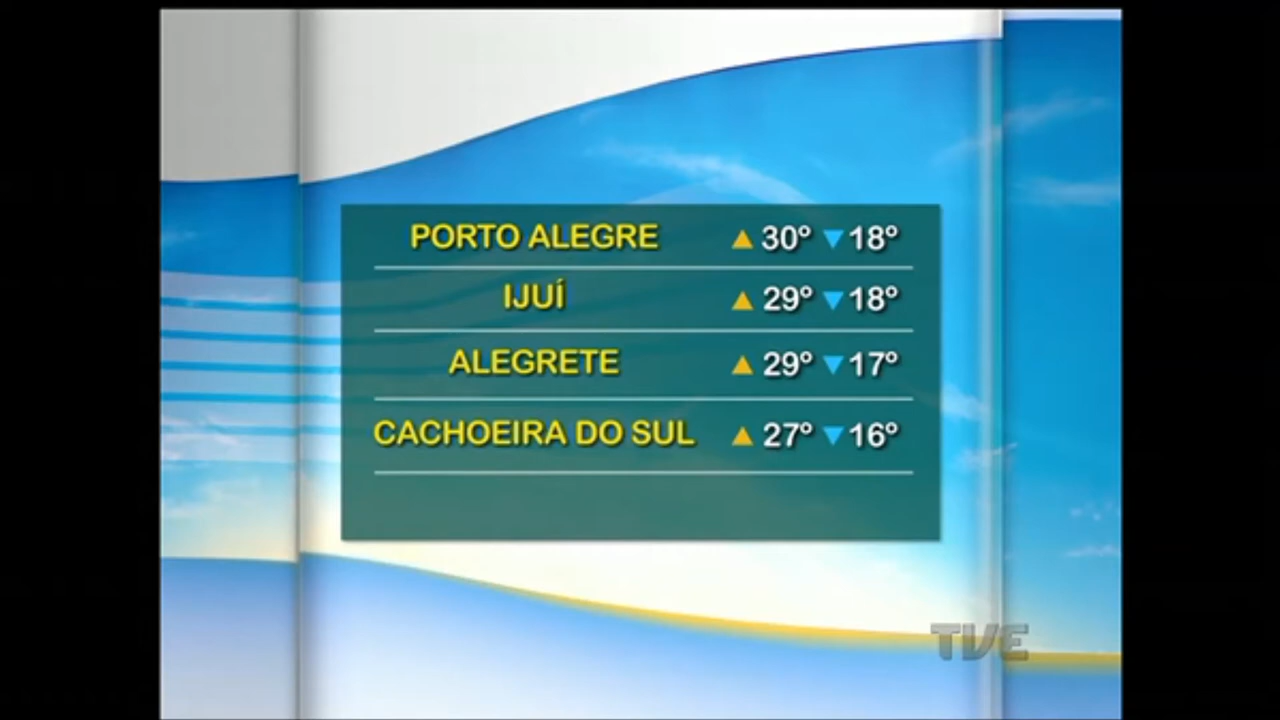 PORTO ALEGRE ▲ 30º ▼ 18º
IJUÍ ▲ 29º ▼ 18º
ALEGRETE ▲ 29º ▼ 17º
CACHOEIRA DO SUL ▲ 27º ▼ 16º
TVE